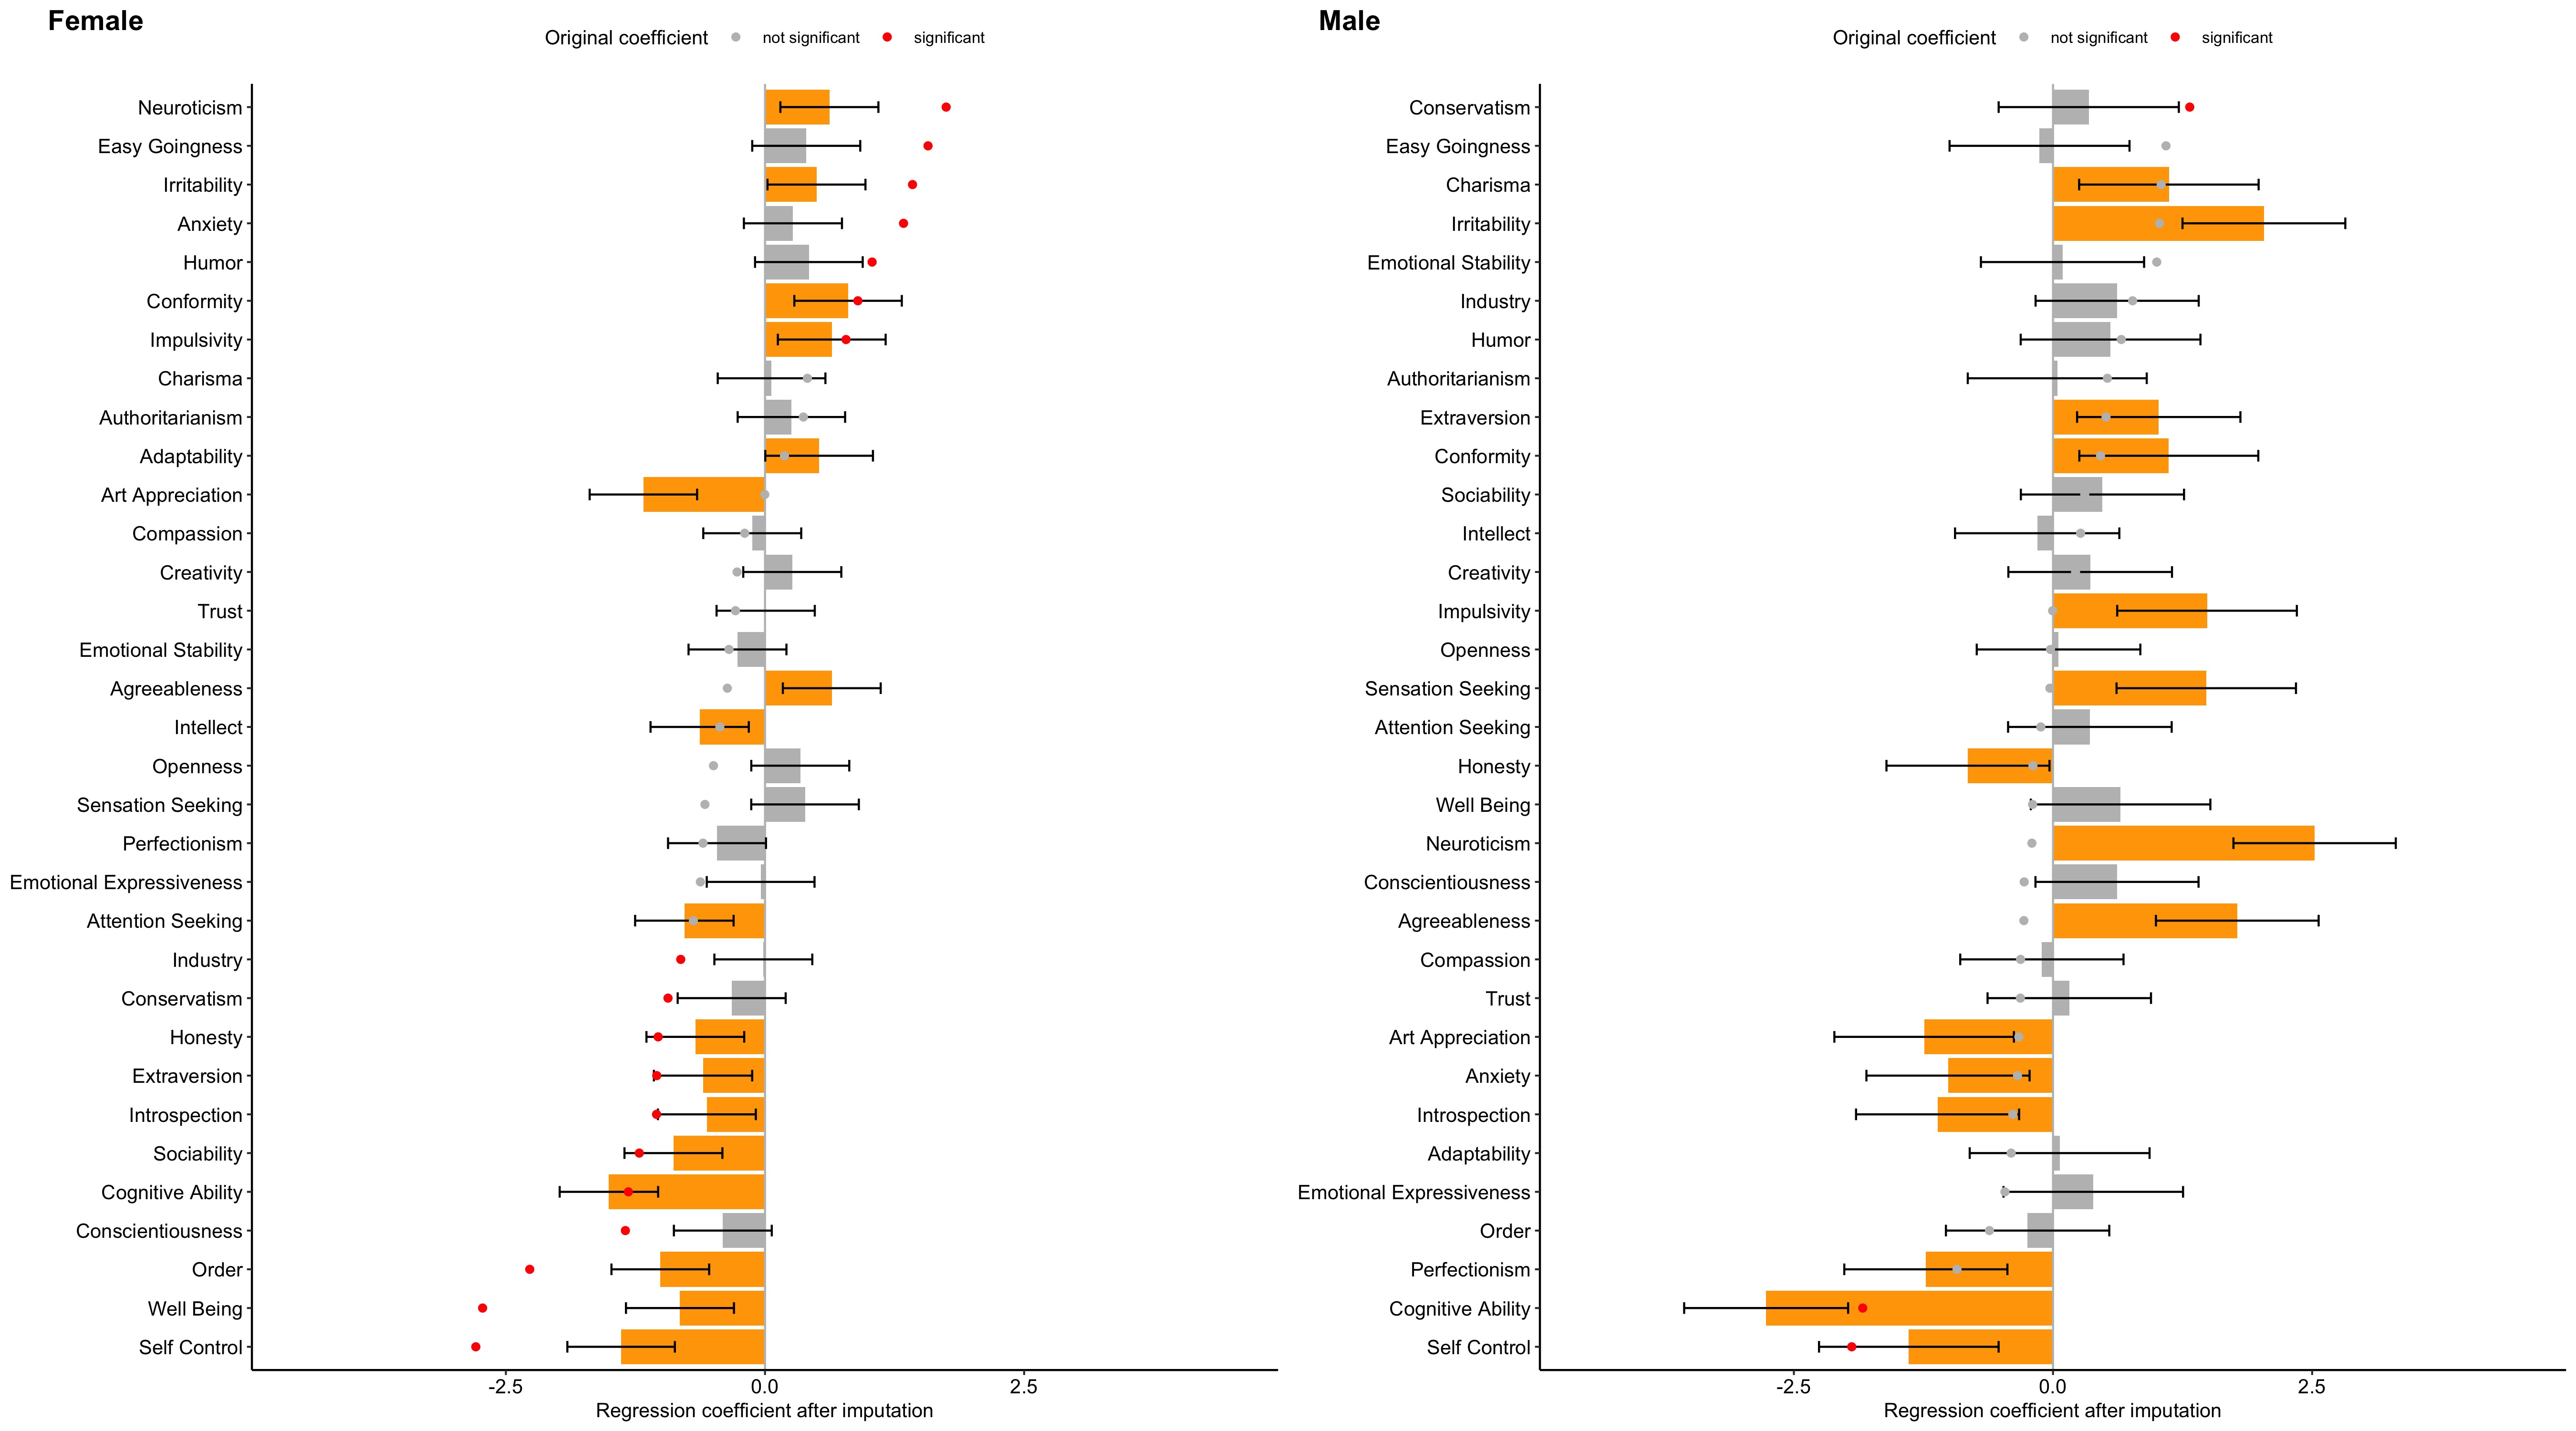 Female
Original coefficient not significant significant
Neuroticism
Easy Goingness
Irritability
Anxiety
Humor
Conformity
Impulsivity
Charisma
Authoritarianism
Adaptability
Art Appreciation
Compassion
Creativity
Trust
Emotional Stability
Agreeableness
Intellect
Openness
Sensation Seeking
Perfectionism
Emotional Expressiveness
Attention Seeking
Industry
Conservatism
Honesty
Extraversion
Introspection
Sociability
Cognitive Ability
Conscientiousness
Order
Well Being
Self Control
-2.5 0.0 2.5
Regression coefficient after imputation
Male
Original coefficient not significant significant
Conservatism
Easy Goingness
Charisma
Irritability
Emotional Stability
Industry
Humor
Authoritarianism
Extraversion
Conformity
Sociability
Intellect
Creativity
Impulsivity
Openness
Sensation Seeking
Attention Seeking
Honesty
Well Being
Neuroticism
Conscientiousness
Agreeableness
Compassion
Trust
Art Appreciation
Anxiety
Introspection
Adaptability
Emotional Expressiveness
Order
Perfectionism
Cognitive Ability
Self Control
-2.5 0.0 2.5
Regression coefficient after imputation